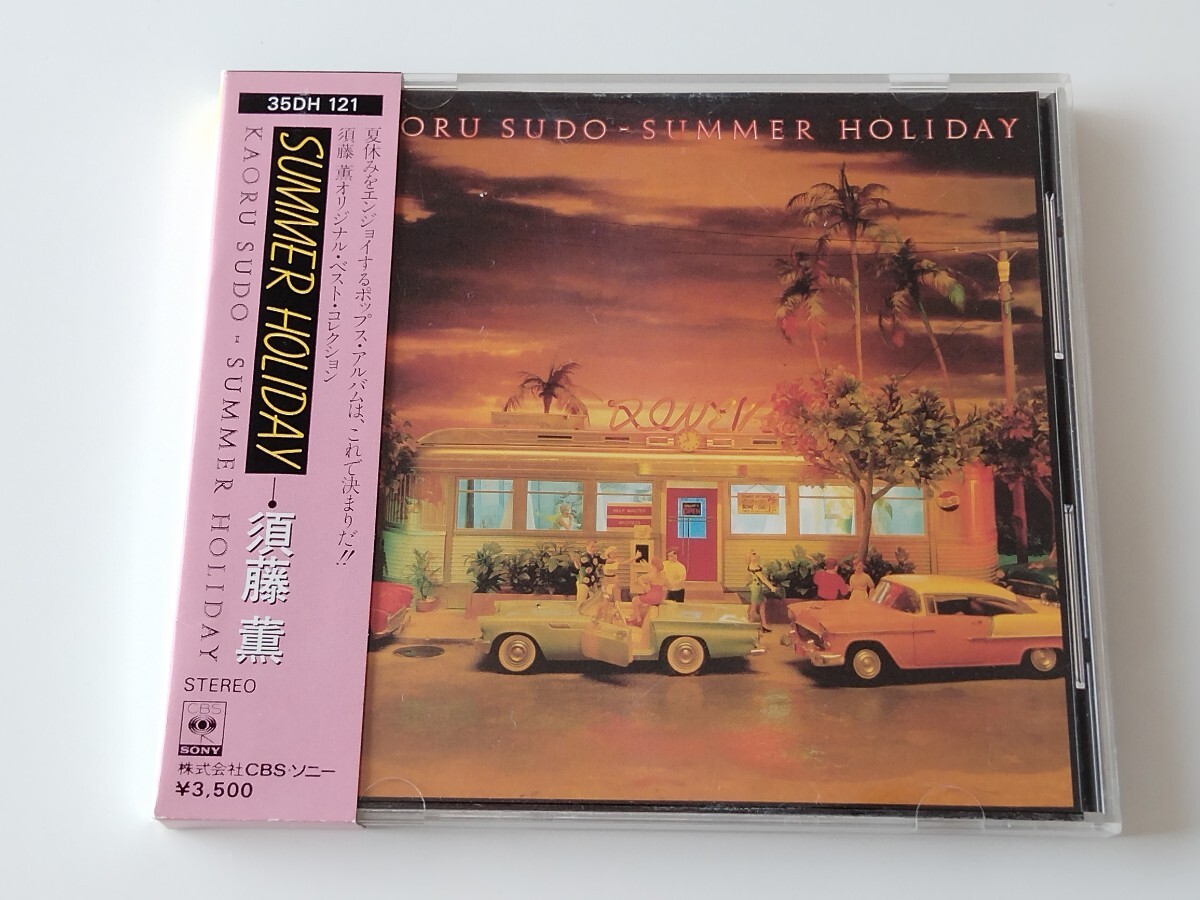 35DH 121
夏休みをエンジョイするポップス・アルバムは、これで決まりだ!!
須藤 薫オリジナル・ベスト・コレクション
SUMMER HOLIDAY
須藤 薫
KAORU SUDO - SUMMER HOLIDAY
STEREO
CBS
SONY
株式会社CBS・ソニー
¥3,500
ORU SUDO - SUMMER HOLIDAY
OPEN